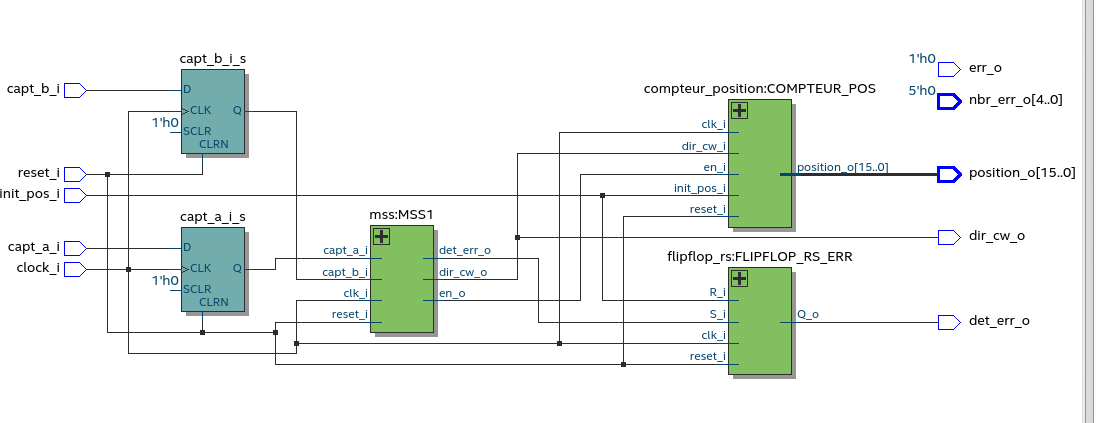 capt_b_i
reset_i
init_pos_i
capt_a_i
clock_i
capt_b_i_s
D
CLK
Q
1'h0
SCLR
CLRN
capt_a_i_s
D
CLK
Q
1'h0
SCLR
CLRN
mss:MSS1
capt_a_i
capt_b_i
clk_i
reset_i
det_err_o
dir_cw_o
en_o
compteur_position:COMPTEUR_POS
clk_i
dir_cw_i
en_i
init_pos_i
reset_i
position_o[15..0]
flipflop_rs:FLIPFLOP_RS_ERR
R_i
S_i
clk_i
reset_i
Q_o
1'h0
err_o
5'h0
nbr_err_o[4..0]
position_o[15..0]
dir_cw_o
det_err_o